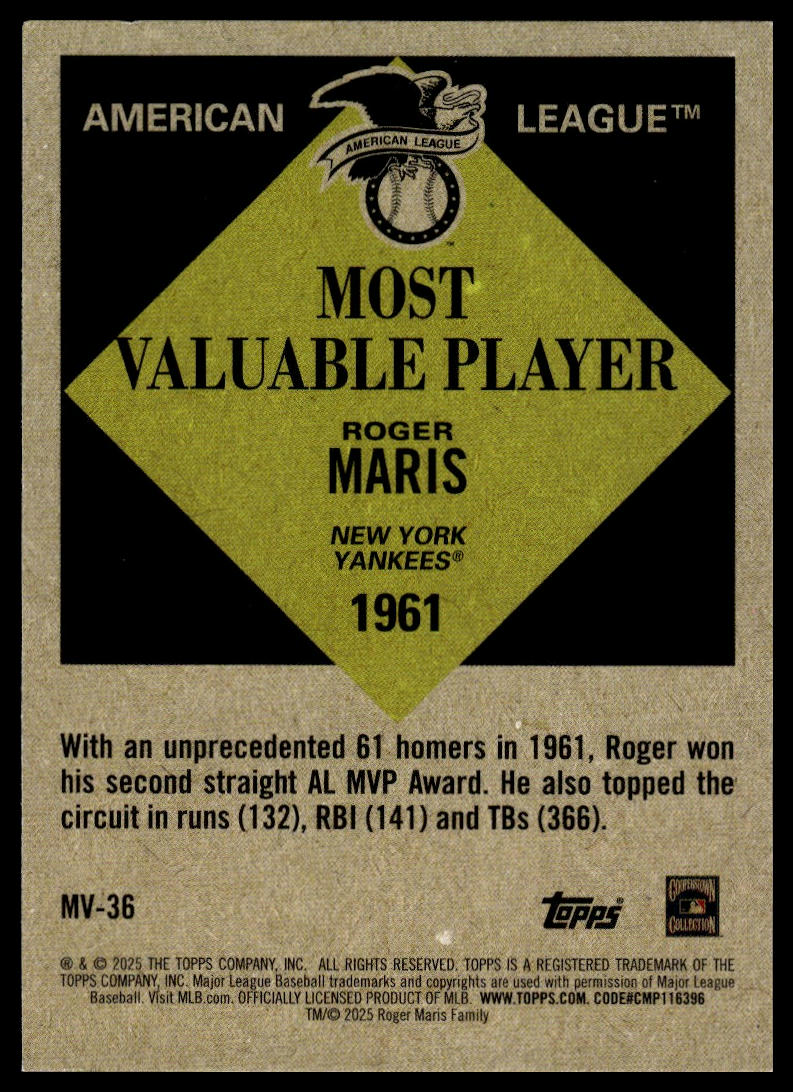 AMERICAN LEAGUE™
AMERICAN LEAGUE
™
MOST
VALUABLE PLAYER
ROGER
MARIS
NEW YORK
YANKEES®
1961
With an unprecedented 61 homers in 1961, Roger won
his second straight AL MVP Award. He also topped the
circuit in runs (132), RBI (141) and TBs (366).
MV-36
topps®
COOPERSTOWN
COLLECTION
® & © 2025 THE TOPPS COMPANY, INC. ALL RIGHTS RESERVED. TOPPS IS A REGISTERED TRADEMARK OF THE
TOPPS COMPANY, INC. Major League Baseball trademarks and copyrights are used with permission of Major League
Baseball. Visit MLB.com. OFFICIALLY LICENSED PRODUCT OF MLB. WWW.TOPPS.COM. CODE#CMP116396
TM/© 2025 Roger Maris Family